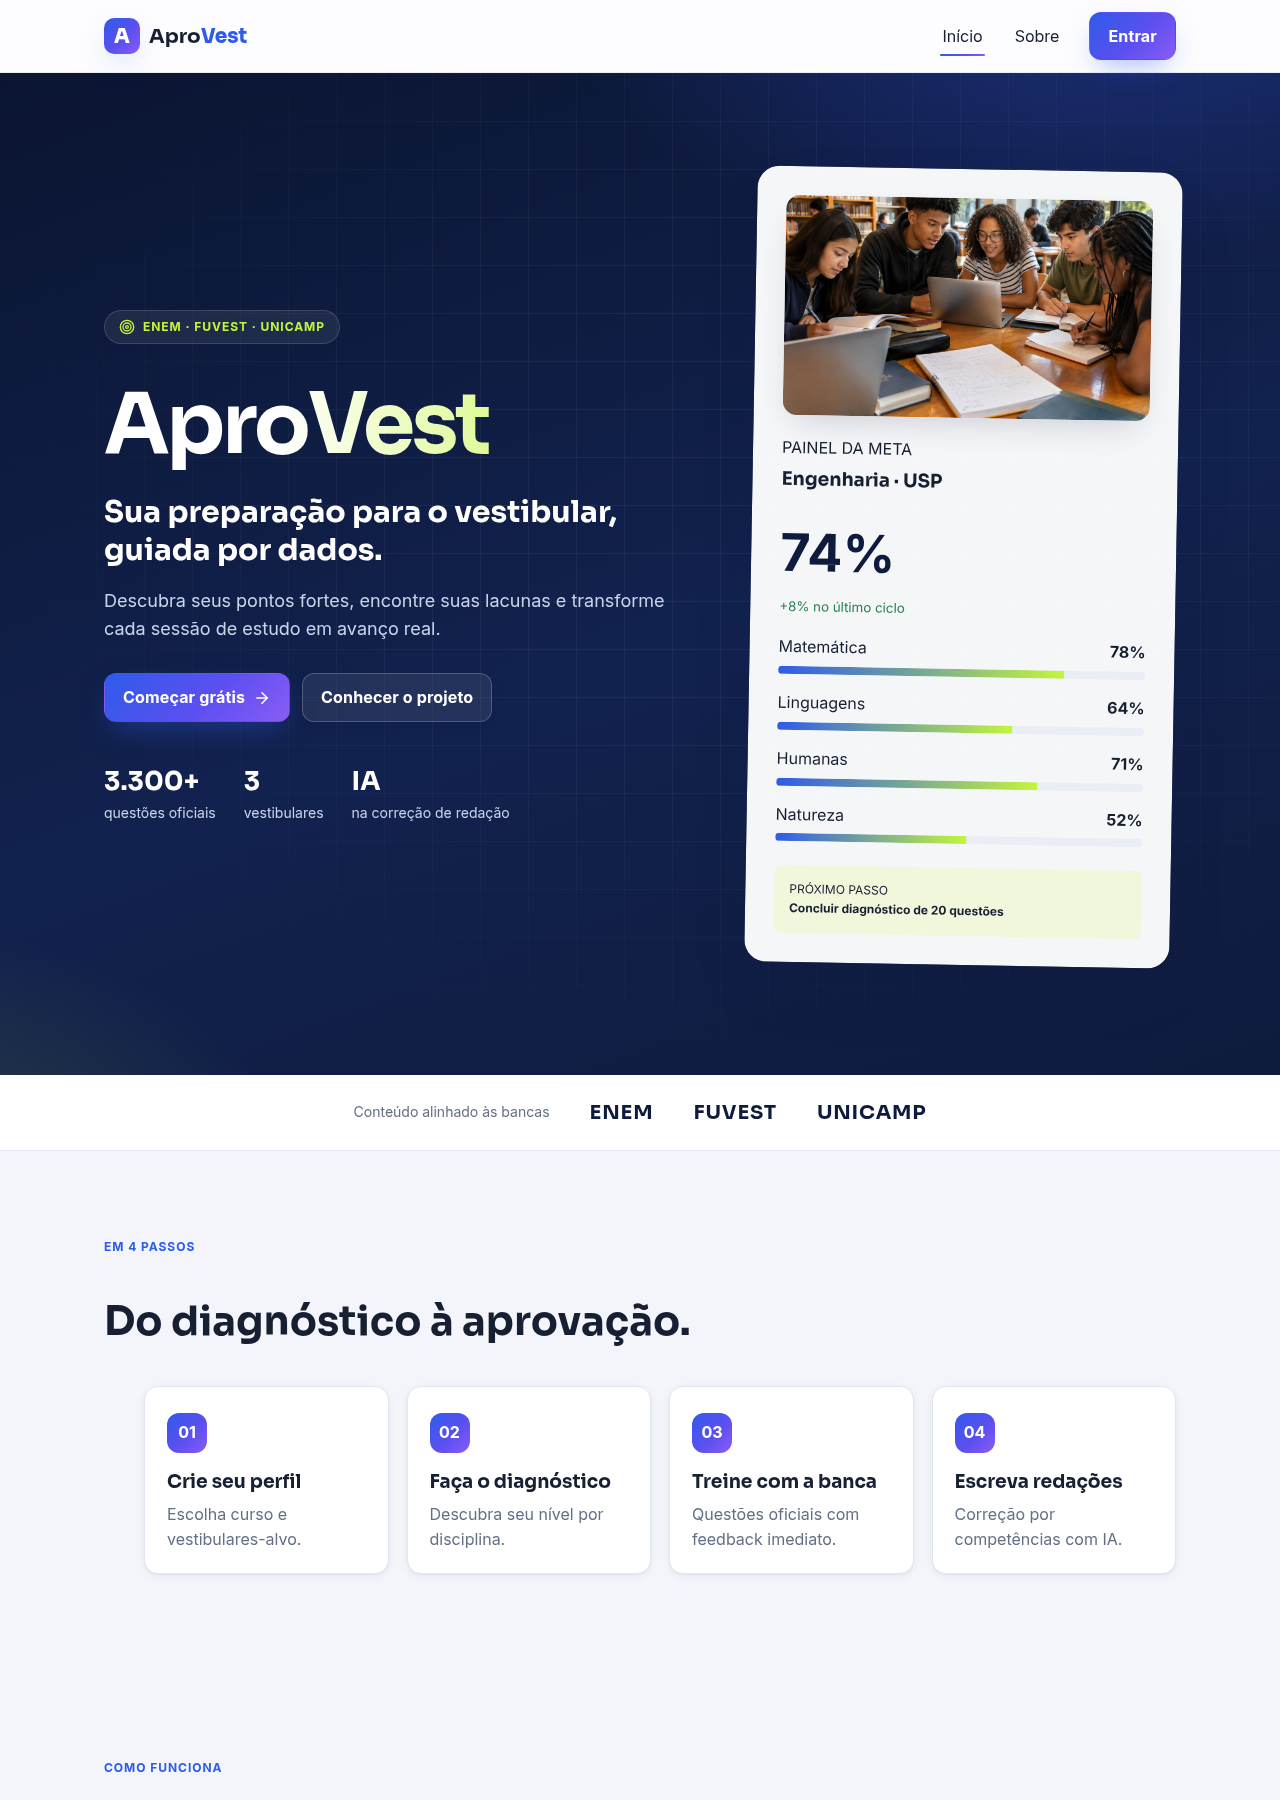 A AproVest
Início
Sobre
Entrar
ENEM · FUVEST · UNICAMP
AproVest
Sua preparação para o vestibular,
guiada por dados.
Descubra seus pontos fortes, encontre suas lacunas e transforme
cada sessão de estudo em avanço real.
Começar grátis →
Conhecer o projeto
3.300+
questões oficiais
3
vestibulares
IA
na correção de redação
PAINEL DA META
Engenharia · USP
74%
+8% no último ciclo
Matemática 78%
Linguagens 64%
Humanas 71%
Natureza 52%
PRÓXIMO PASSO
Concluir diagnóstico de 20 questões
Conteúdo alinhado às bancas ENEM FUVEST UNICAMP
EM 4 PASSOS
Do diagnóstico à aprovação.
01
Crie seu perfil
Escolha curso e
vestibulares-alvo.
02
Faça o diagnóstico
Descubra seu nível por
disciplina.
03
Treine com a banca
Questões oficiais com
feedback imediato.
04
Escreva redações
Correção por
competências com IA.
COMO FUNCIONA